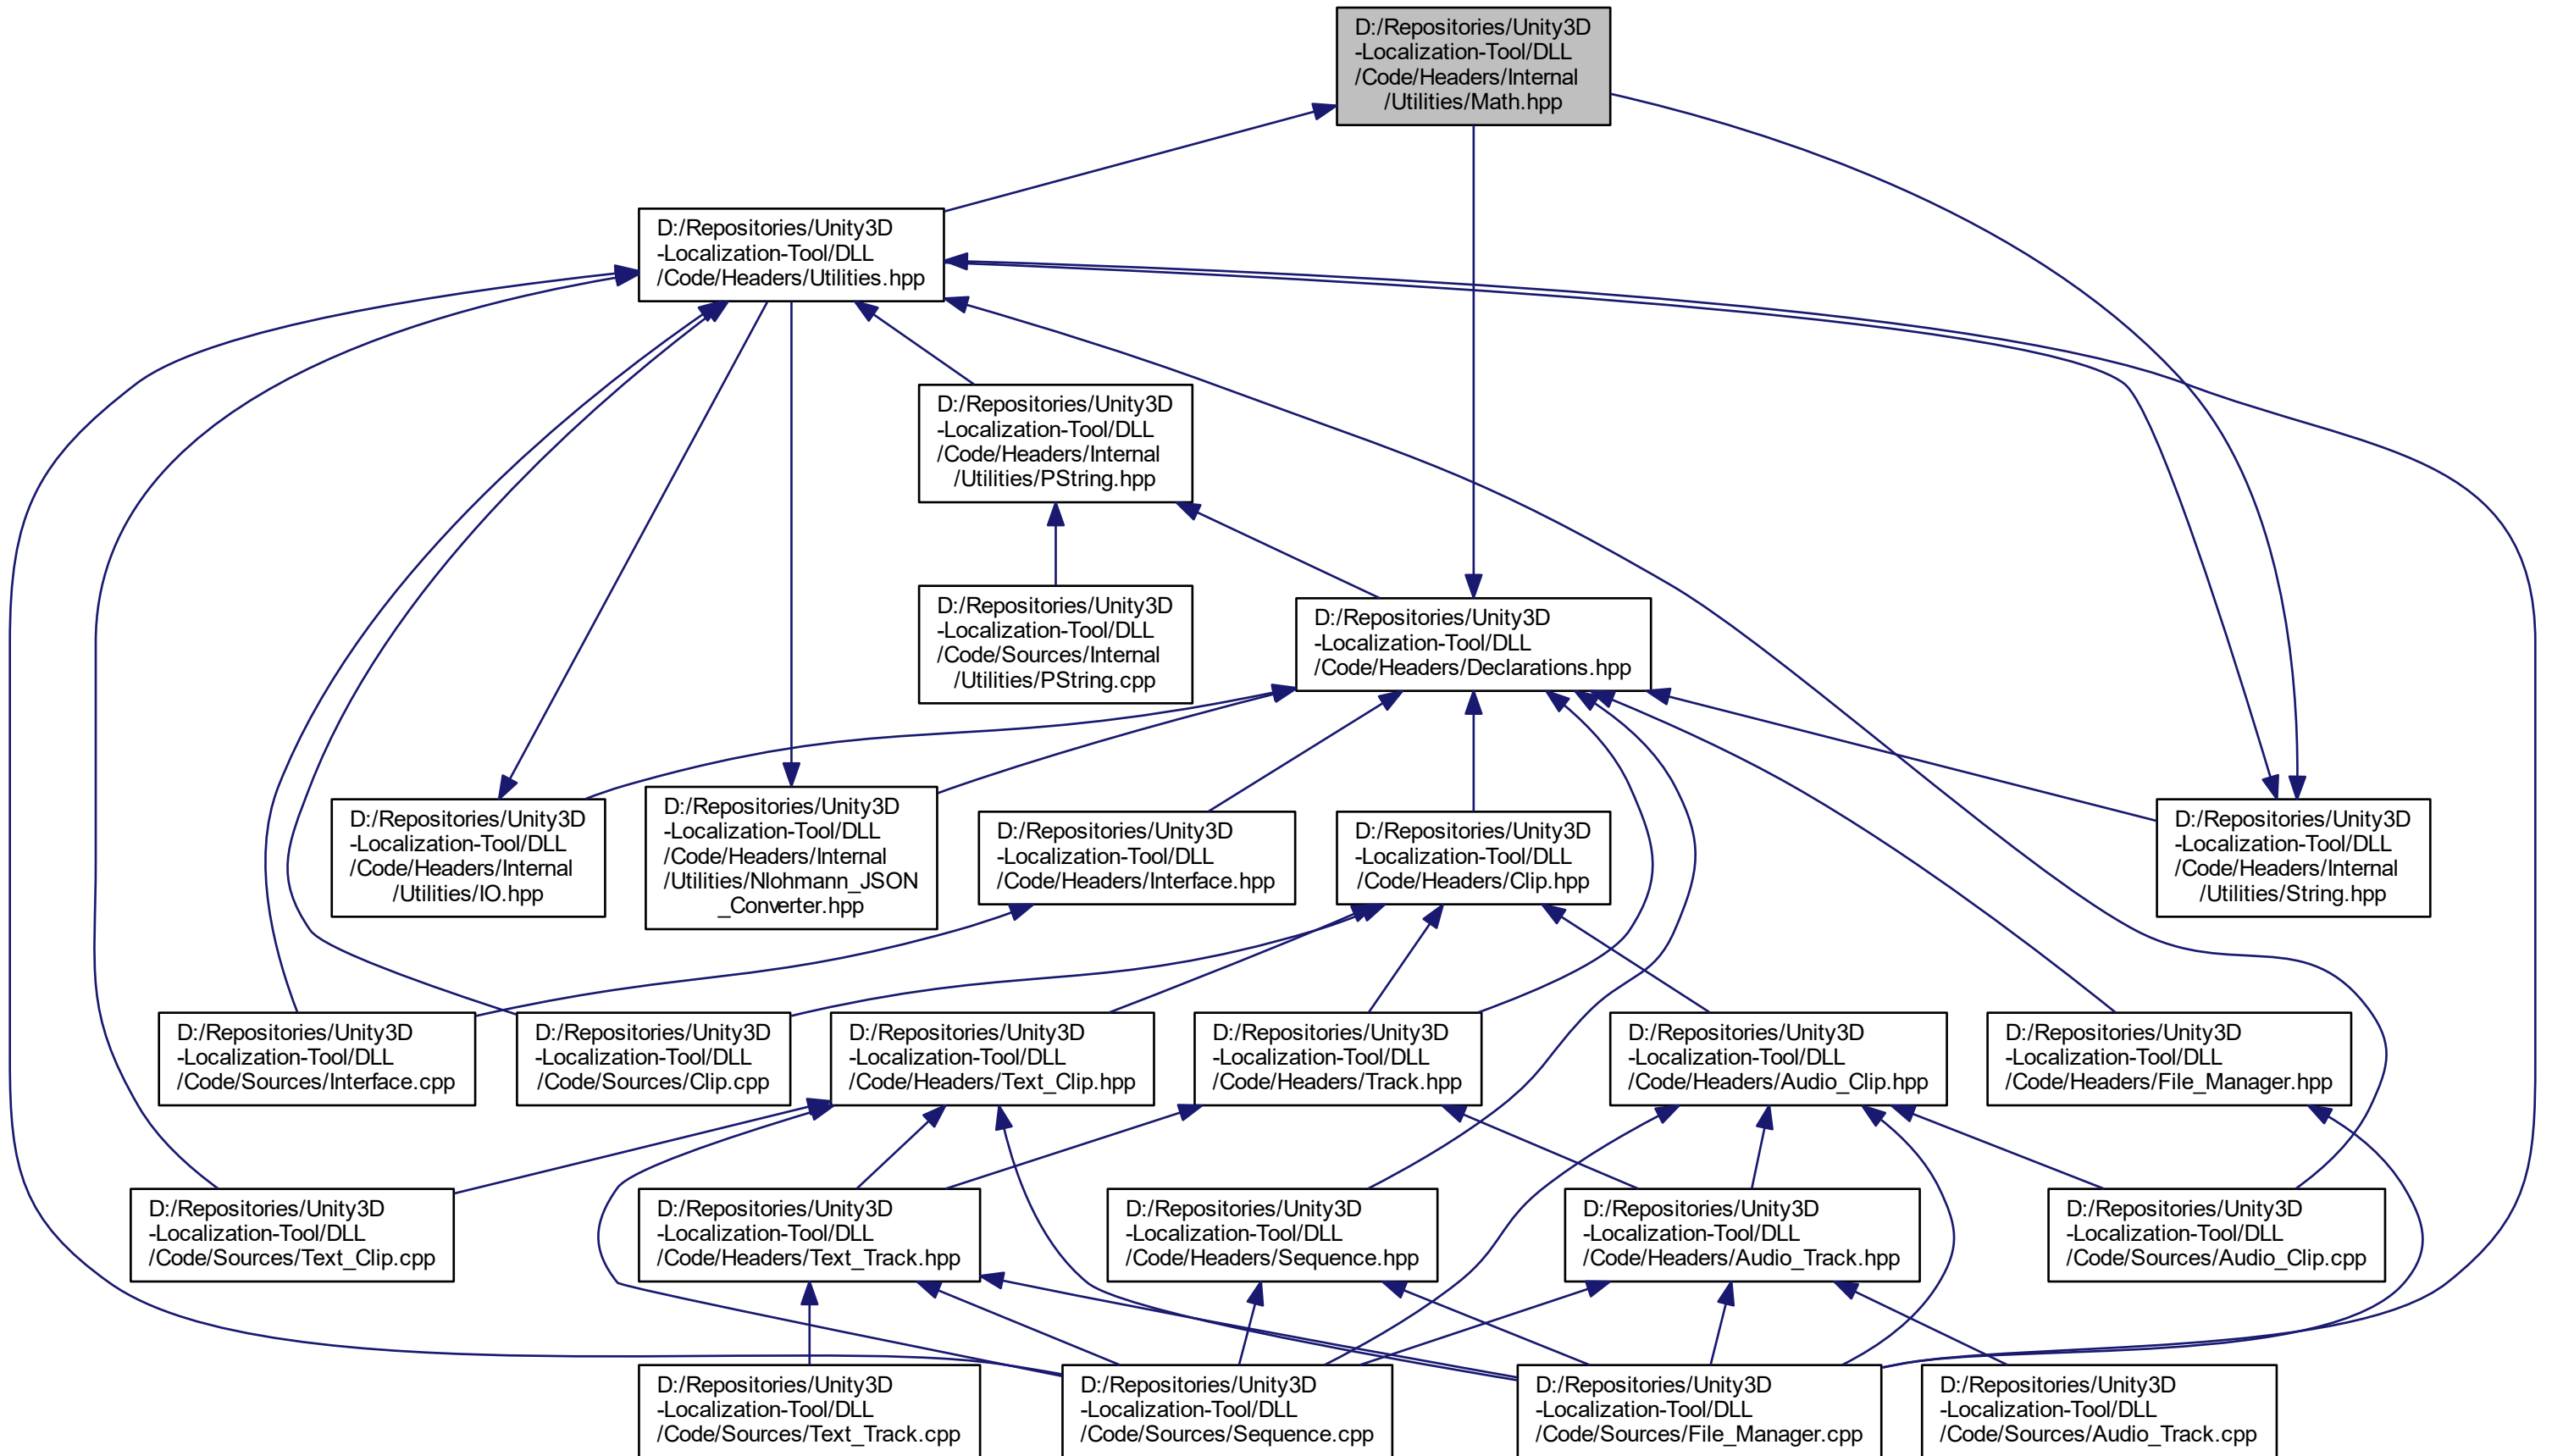 D:/Repositories/Unity3D
-Localization-Tool/DLL
/Code/Headers/Internal
/Utilities/Math.hpp
D:/Repositories/Unity3D
-Localization-Tool/DLL
/Code/Headers/Utilities.hpp
D:/Repositories/Unity3D
-Localization-Tool/DLL
/Code/Headers/Internal
/Utilities/PString.hpp
D:/Repositories/Unity3D
-Localization-Tool/DLL
/Code/Sources/Internal
/Utilities/PString.cpp
D:/Repositories/Unity3D
-Localization-Tool/DLL
/Code/Headers/Declarations.hpp
D:/Repositories/Unity3D
-Localization-Tool/DLL
/Code/Headers/Internal
/Utilities/IO.hpp
D:/Repositories/Unity3D
-Localization-Tool/DLL
/Code/Headers/Internal
/Utilities/Nlohmann_JSON
_Converter.hpp
D:/Repositories/Unity3D
-Localization-Tool/DLL
/Code/Headers/Interface.hpp
D:/Repositories/Unity3D
-Localization-Tool/DLL
/Code/Headers/Clip.hpp
D:/Repositories/Unity3D
-Localization-Tool/DLL
/Code/Headers/Internal
/Utilities/String.hpp
D:/Repositories/Unity3D
-Localization-Tool/DLL
/Code/Sources/Interface.cpp
D:/Repositories/Unity3D
-Localization-Tool/DLL
/Code/Sources/Clip.cpp
D:/Repositories/Unity3D
-Localization-Tool/DLL
/Code/Headers/Text_Clip.hpp
D:/Repositories/Unity3D
-Localization-Tool/DLL
/Code/Headers/Track.hpp
D:/Repositories/Unity3D
-Localization-Tool/DLL
/Code/Headers/Audio_Clip.hpp
D:/Repositories/Unity3D
-Localization-Tool/DLL
/Code/Headers/File_Manager.hpp
D:/Repositories/Unity3D
-Localization-Tool/DLL
/Code/Sources/Text_Clip.cpp
D:/Repositories/Unity3D
-Localization-Tool/DLL
/Code/Headers/Text_Track.hpp
D:/Repositories/Unity3D
-Localization-Tool/DLL
/Code/Headers/Sequence.hpp
D:/Repositories/Unity3D
-Localization-Tool/DLL
/Code/Headers/Audio_Track.hpp
D:/Repositories/Unity3D
-Localization-Tool/DLL
/Code/Sources/Audio_Clip.cpp
D:/Repositories/Unity3D
-Localization-Tool/DLL
/Code/Sources/Text_Track.cpp
D:/Repositories/Unity3D
-Localization-Tool/DLL
/Code/Sources/Sequence.cpp
D:/Repositories/Unity3D
-Localization-Tool/DLL
/Code/Sources/File_Manager.cpp
D:/Repositories/Unity3D
-Localization-Tool/DLL
/Code/Sources/Audio_Track.cpp